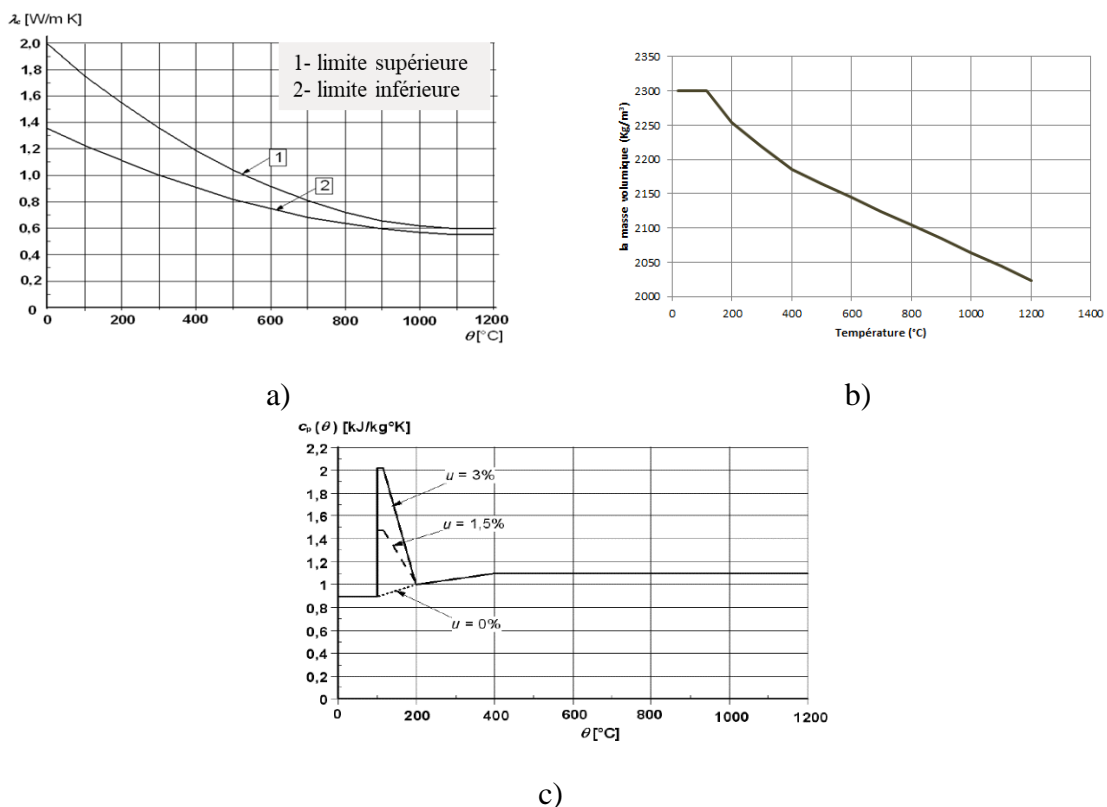 λc [W/m K]
2,0
1,8
1,6
1,4
1,2
1,0
0,8
0,6
0,4
0,2
0
0 200 400 600 800 1000 1200
θ [°C]
1- limite supérieure
2- limite inférieure
1
2
a)
la masse volumique (Kg/m³)
2350
2300
2250
2200
2150
2100
2050
2000
0 200 400 600 800 1000 1200 1400
Température (°C)
b)
cp (θ) [kJ/kg°K]
2,2
2
1,8
1,6
1,4
1,2
1
0,8
0,6
0,4
0,2
0
u = 3%
u = 1,5%
u = 0%
0 200 400 600 800 1000 1200
θ [°C]
c)